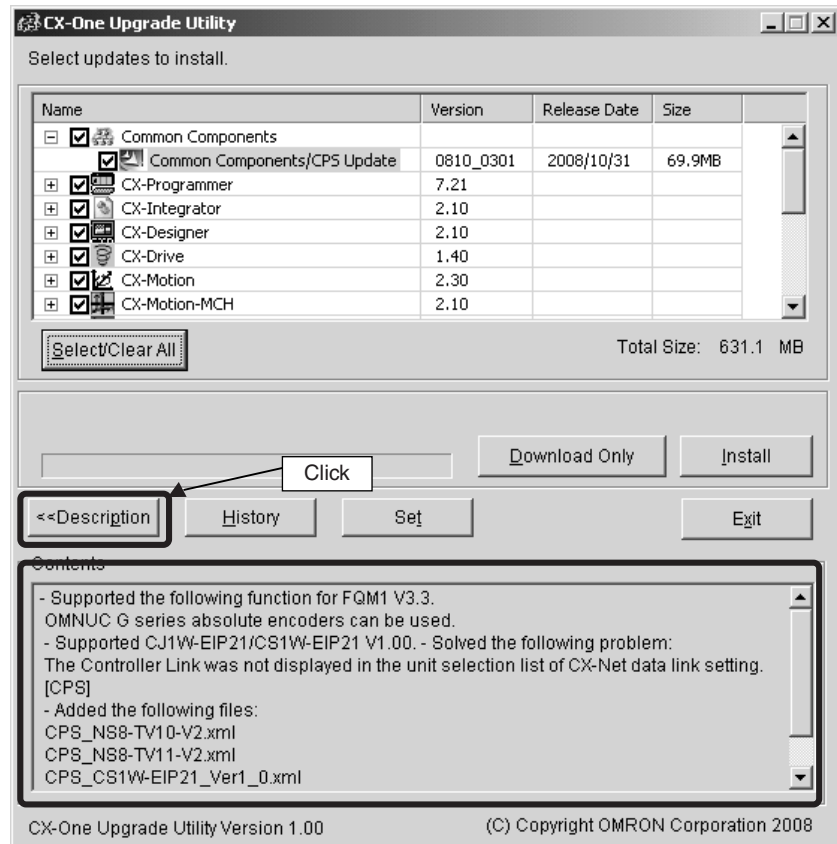 CX-One Upgrade Utility
Select updates to install.
Name Version Release Date Size
Common Components
Common Components/CPS Update 0810_0301 2008/10/31 69.9MB
CX-Programmer 7.21
CX-Integrator 2.10
CX-Designer 2.10
CX-Drive 1.40
CX-Motion 2.30
CX-Motion-MCH 2.10
Select/Clear All Total Size: 631.1 MB
Download Only Install
Click
<<Description History Set Exit
Contents
- Supported the following function for FQM1 V3.3.
OMNUC G series absolute encoders can be used.
- Supported CJ1W-EIP21/CS1W-EIP21 V1.00. - Solved the following problem:
The Controller Link was not displayed in the unit selection list of CX-Net data link setting.
[CPS]
- Added the following files:
CPS_NS8-TV10-V2.xml
CPS_NS8-TV11-V2.xml
CPS_CS1W-EIP21_Ver1_0.xml
CX-One Upgrade Utility Version 1.00 (C) Copyright OMRON Corporation 2008